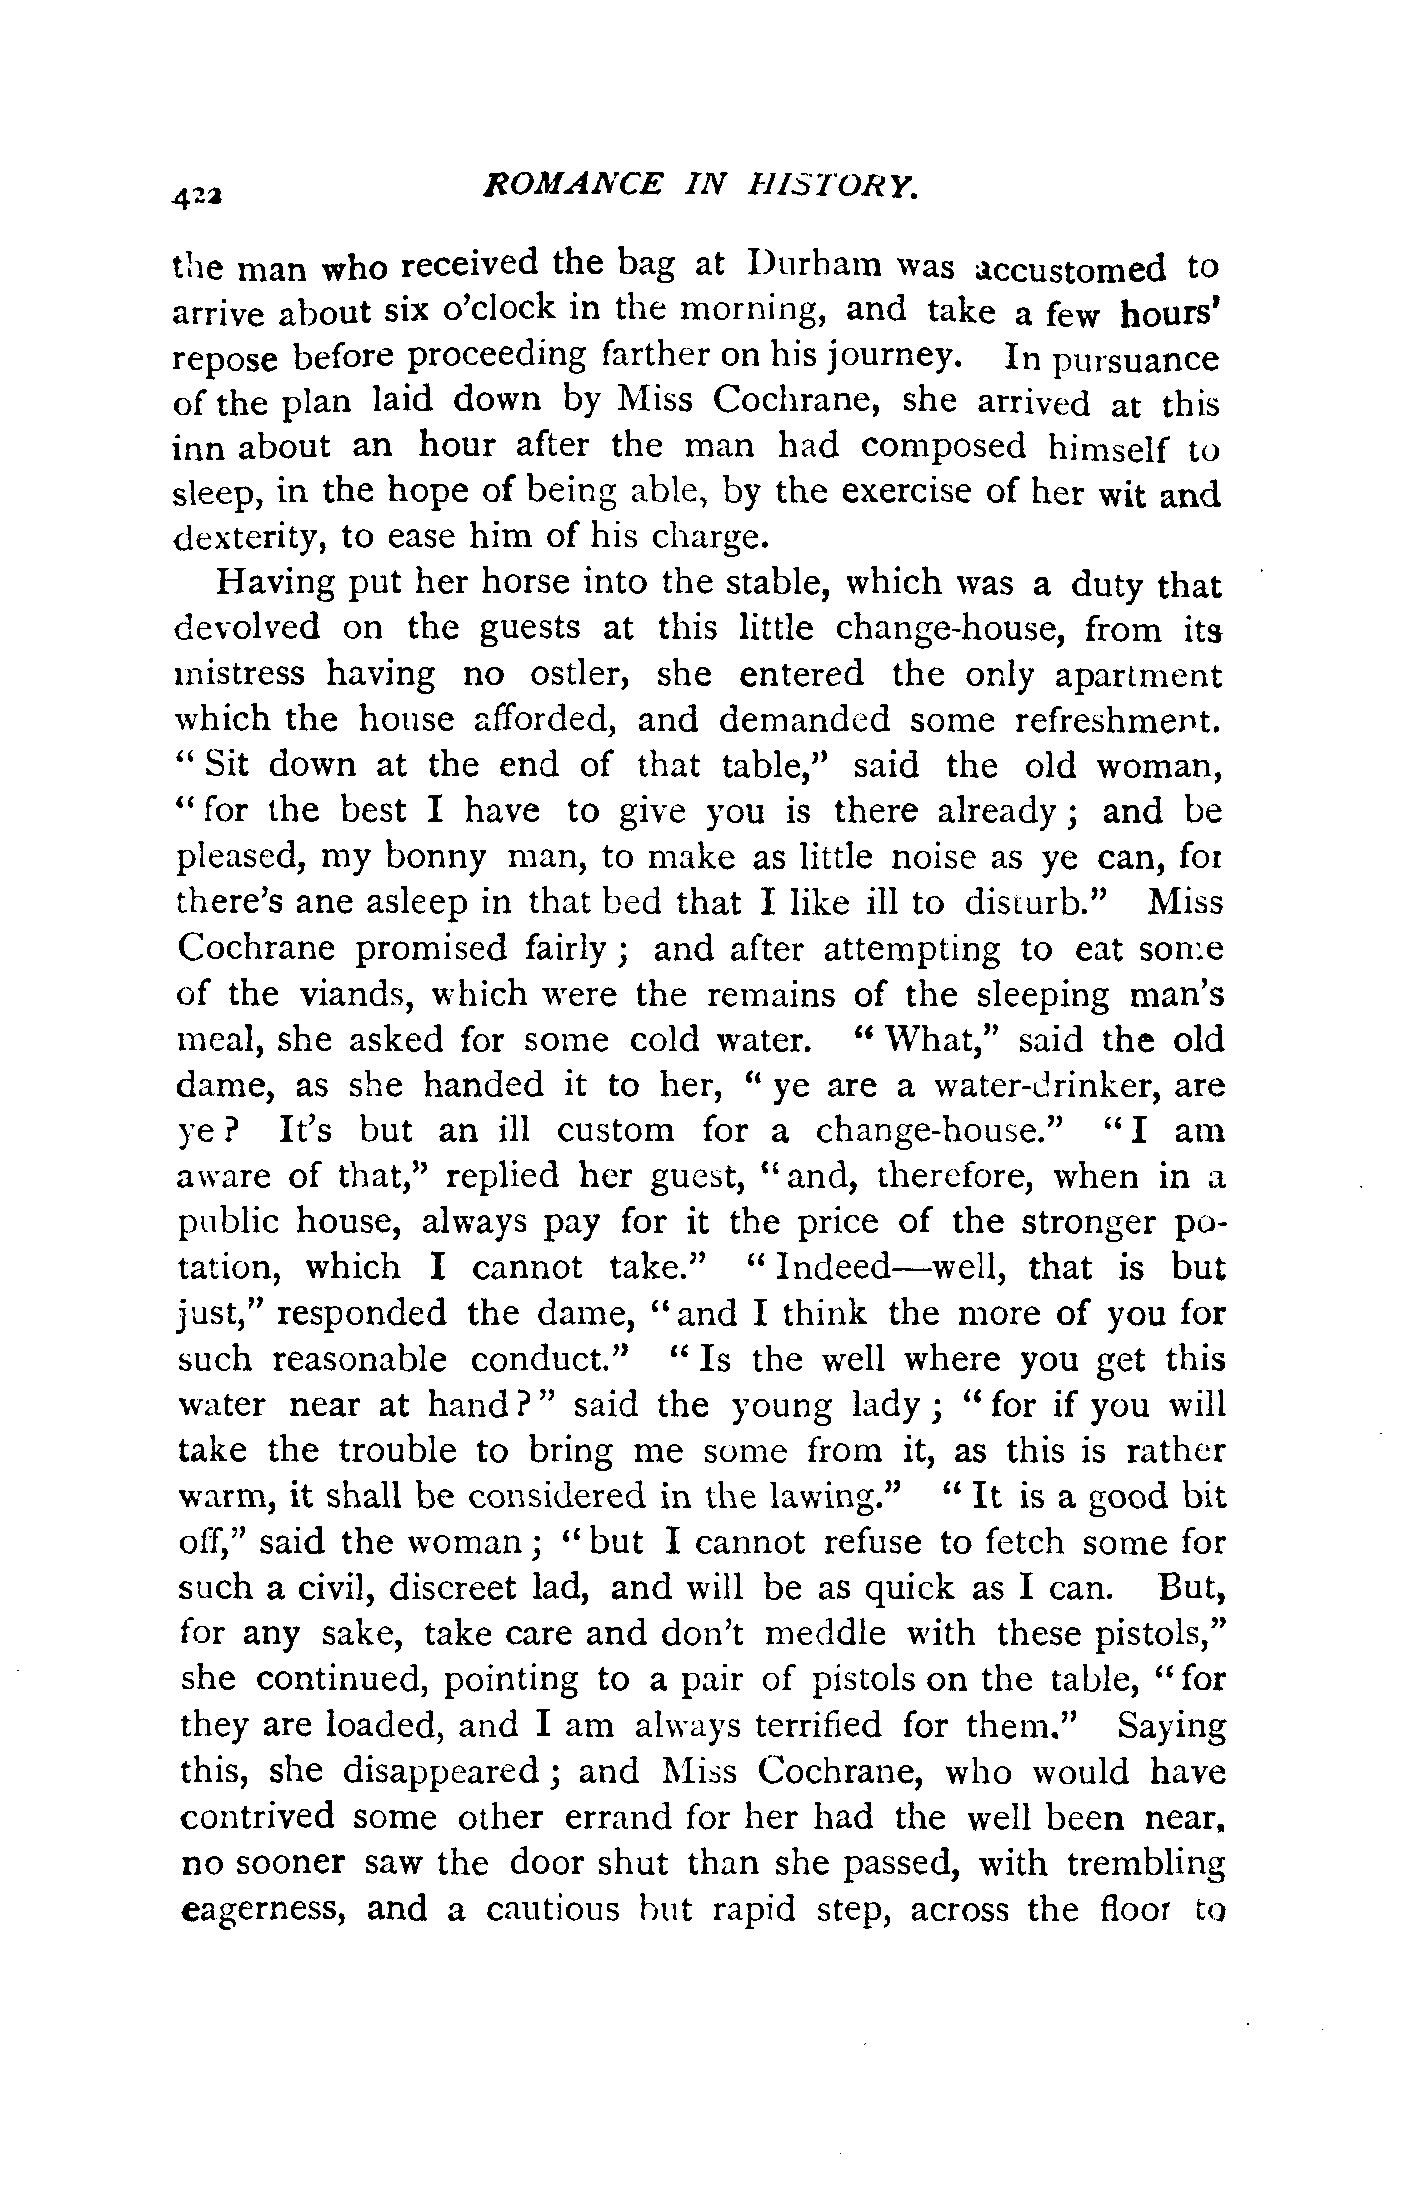 422 ROMANCE IN HISTORY.
the man who received the bag at Durham was accustomed to
arrive about six o'clock in the morning, and take a few hours'
repose before proceeding farther on his journey. In pursuance
of the plan laid down by Miss Cochrane, she arrived at this
inn about an hour after the man had composed himself to
sleep, in the hope of being able, by the exercise of her wit and
dexterity, to ease him of his charge.
Having put her horse into the stable, which was a duty that
devolved on the guests at this little change-house, from its
mistress having no ostler, she entered the only apartment
which the house afforded, and demanded some refreshment.
“Sit down at the end of that table,” said the old woman,
“for the best I have to give you is there already; and be
pleased, my bonny man, to make as little noise as ye can, for
there's ane asleep in that bed that I like ill to disturb.” Miss
Cochrane promised fairly; and after attempting to eat some
of the viands, which were the remains of the sleeping man's
meal, she asked for some cold water. “What,” said the old
dame, as she handed it to her, “ye are a water-drinker, are
ye? It's but an ill custom for a change-house.” “I am
aware of that,” replied her guest, “and, therefore, when in a
public house, always pay for it the price of the stronger po-
tation, which I cannot take.” “Indeed—well, that is but
just,” responded the dame, “and I think the more of you for
such reasonable conduct.” “Is the well where you get this
water near at hand?” said the young lady; “for if you will
take the trouble to bring me some from it, as this is rather
warm, it shall be considered in the lawing.” “It is a good bit
off,” said the woman; “but I cannot refuse to fetch some for
such a civil, discreet lad, and will be as quick as I can. But,
for any sake, take care and don't meddle with these pistols,”
she continued, pointing to a pair of pistols on the table, “for
they are loaded, and I am always terrified for them.” Saying
this, she disappeared; and Miss Cochrane, who would have
contrived some other errand for her had the well been near,
no sooner saw the door shut than she passed, with trembling
eagerness, and a cautious but rapid step, across the floor to